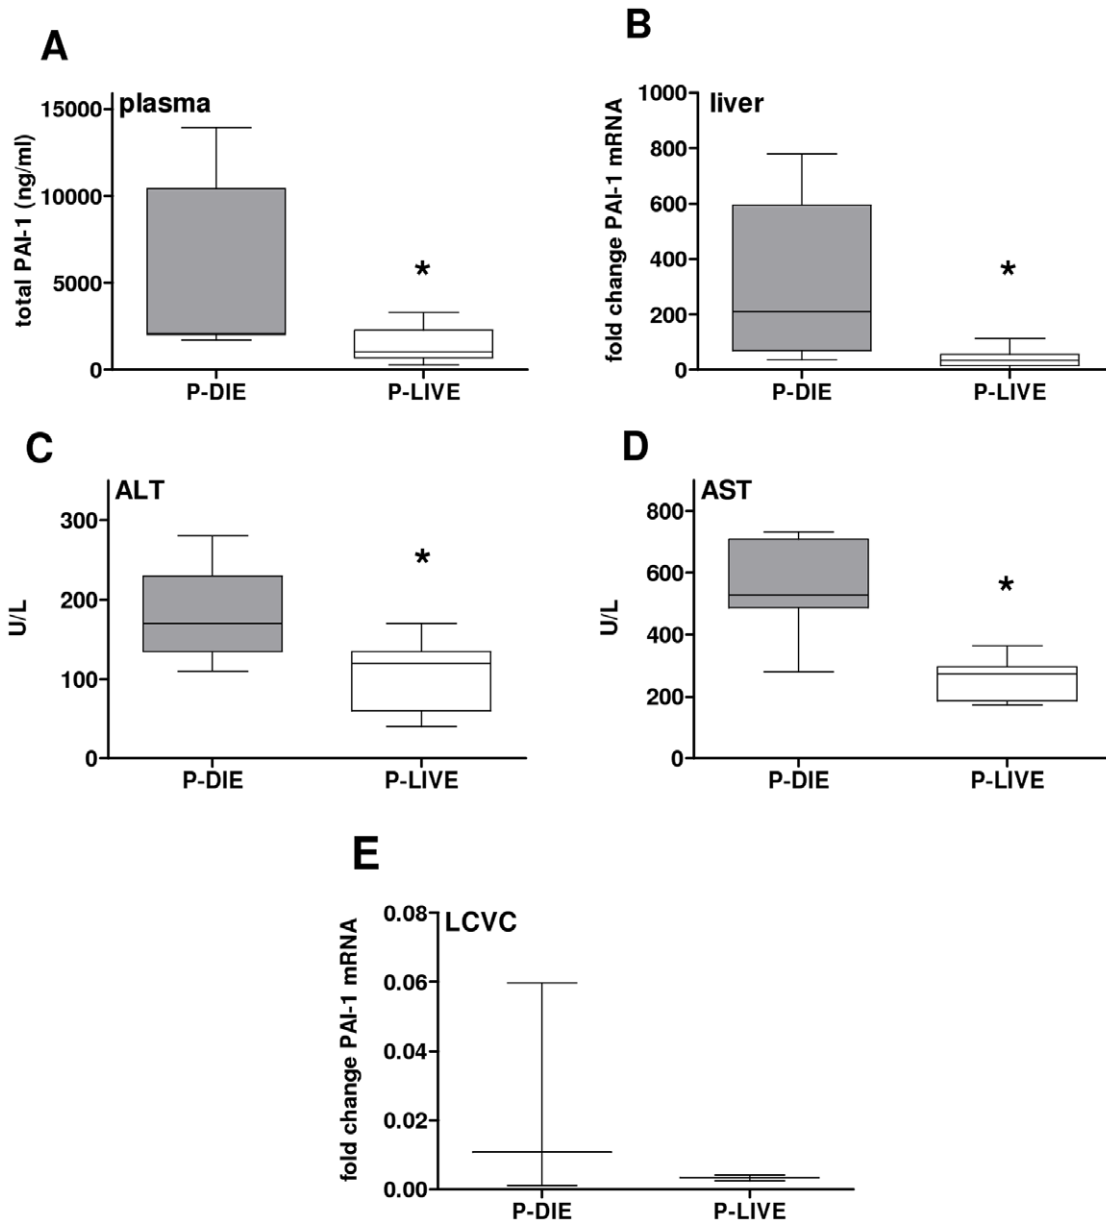 A
plasma
total PAI-1 (ng/ml)
15000
10000
5000
0
*
P-DIE P-LIVE
B
liver
fold change PAI-1 mRNA
1000
800
600
400
200
0
*
P-DIE P-LIVE
C
ALT
U/L
300
200
100
0
*
P-DIE P-LIVE
D
AST
U/L
800
600
400
200
0
*
P-DIE P-LIVE
E
LCVC
fold change PAI-1 mRNA
0.08
0.06
0.04
0.02
0.00
P-DIE P-LIVE